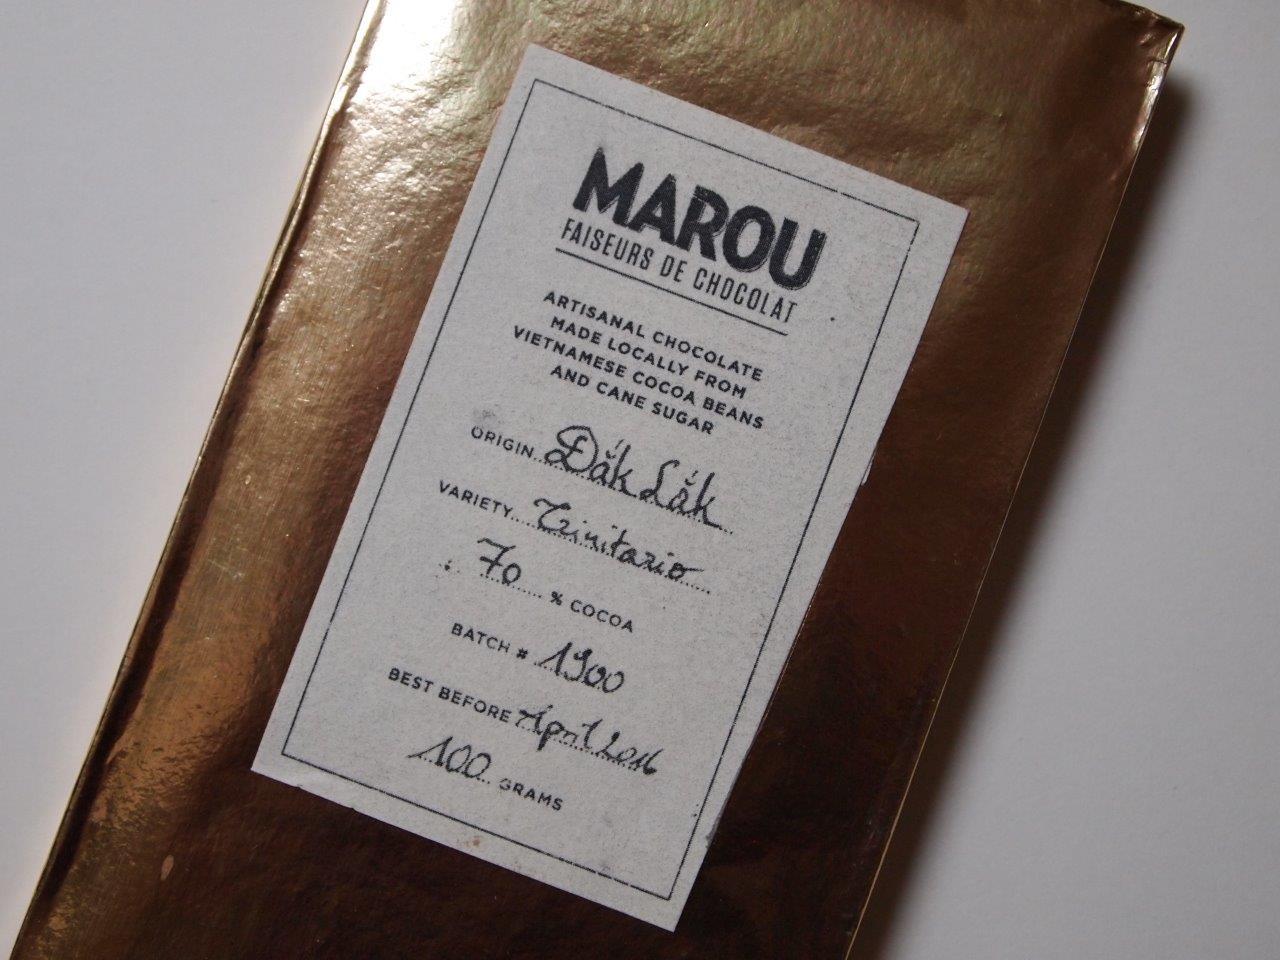 MAROU
FAISEURS DE CHOCOLAT
ARTISANAL CHOCOLATE
MADE LOCALLY FROM
VIETNAMESE COCOA BEANS
AND CANE SUGAR
ORIGIN Đắk Lắk
VARIETY Trinitario
70 % COCOA
BATCH # 1900
BEST BEFORE April 2016
100 GRAMS